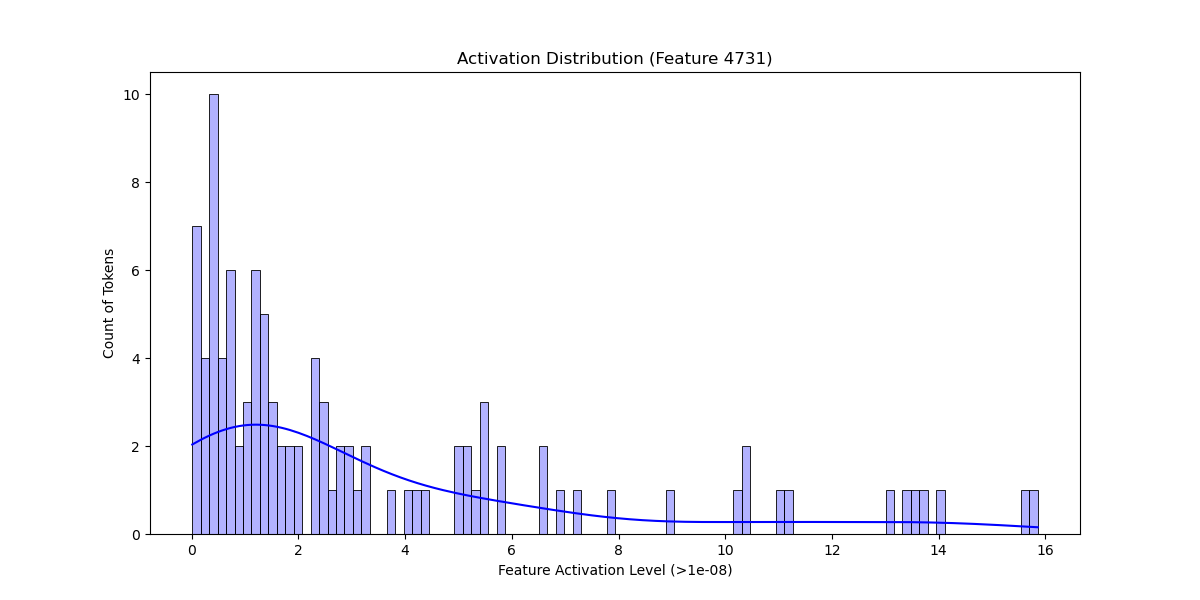 Activation Distribution (Feature 4731)
10
8
6
4
2
0
Count of Tokens
0 2 4 6 8 10 12 14 16
Feature Activation Level (>1e-08)